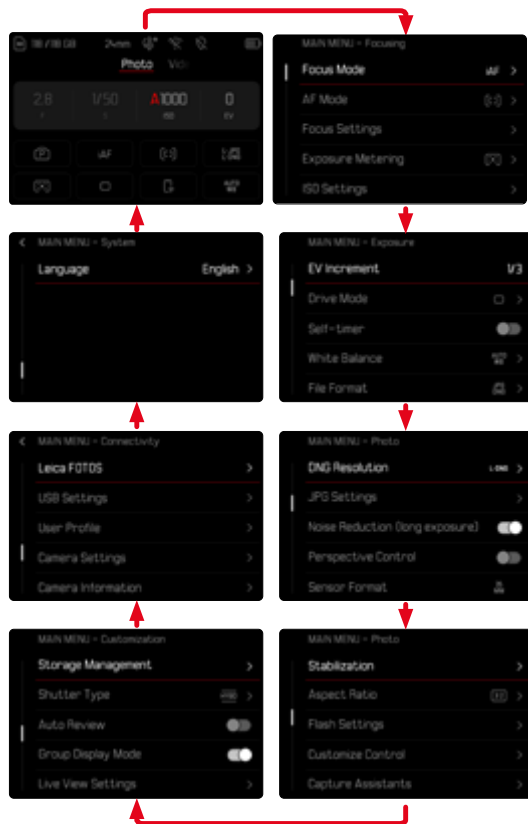 24mm
Photo
2.8
1/50
A1000
0
ISO
EV
iAF
MAIN MENU - Focusing
Focus Mode
iAF
AF Mode
Focus Settings
Exposure Metering
ISO Settings
MAIN MENU - System
Language English
MAIN MENU - Exposure
EV Increment 1/3
Drive Mode
Self-timer
White Balance
File Format
MAIN MENU - Connectivity
Leica FOTOS
USB Settings
User Profile
Camera Settings
Camera Information
MAIN MENU - Photo
DNG Resolution L-DNG
JPG Settings
Noise Reduction (long exposure)
Perspective Control
Sensor Format
MAIN MENU - Customization
Storage Management
Shutter Type
Auto Review
Group Display Mode
Live View Settings
MAIN MENU - Photo
Stabilization
Aspect Ratio
Flash Settings
Customize Control
Capture Assistants